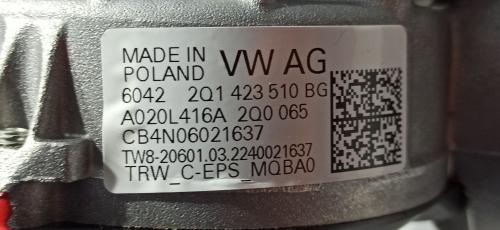 MADE IN POLAND VW AG
6042 2Q1 423 510 BG
A020L416A 2Q0 065
CB4N06021637
TW8-20601.03.2240021637
TRW_C-EPS_MQBA0